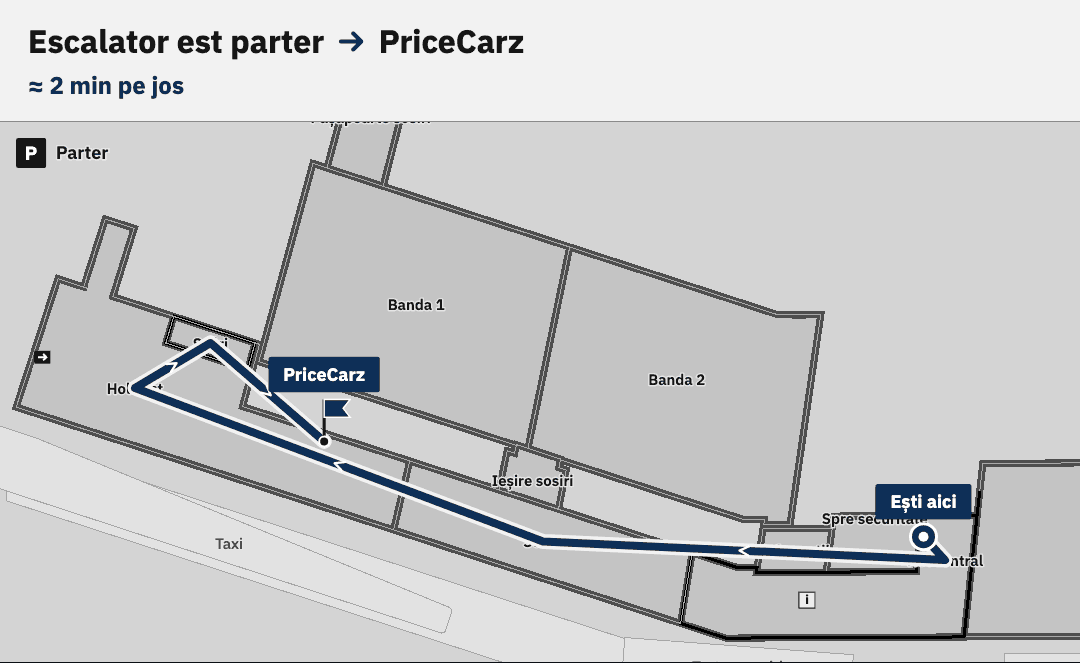 Escalator est parter → PriceCarz
≈ 2 min pe jos
P Parter
Banda 1
PriceCarz
Banda 2
Ieșire sosiri
Ești aici
Spre securitate
Taxi
i